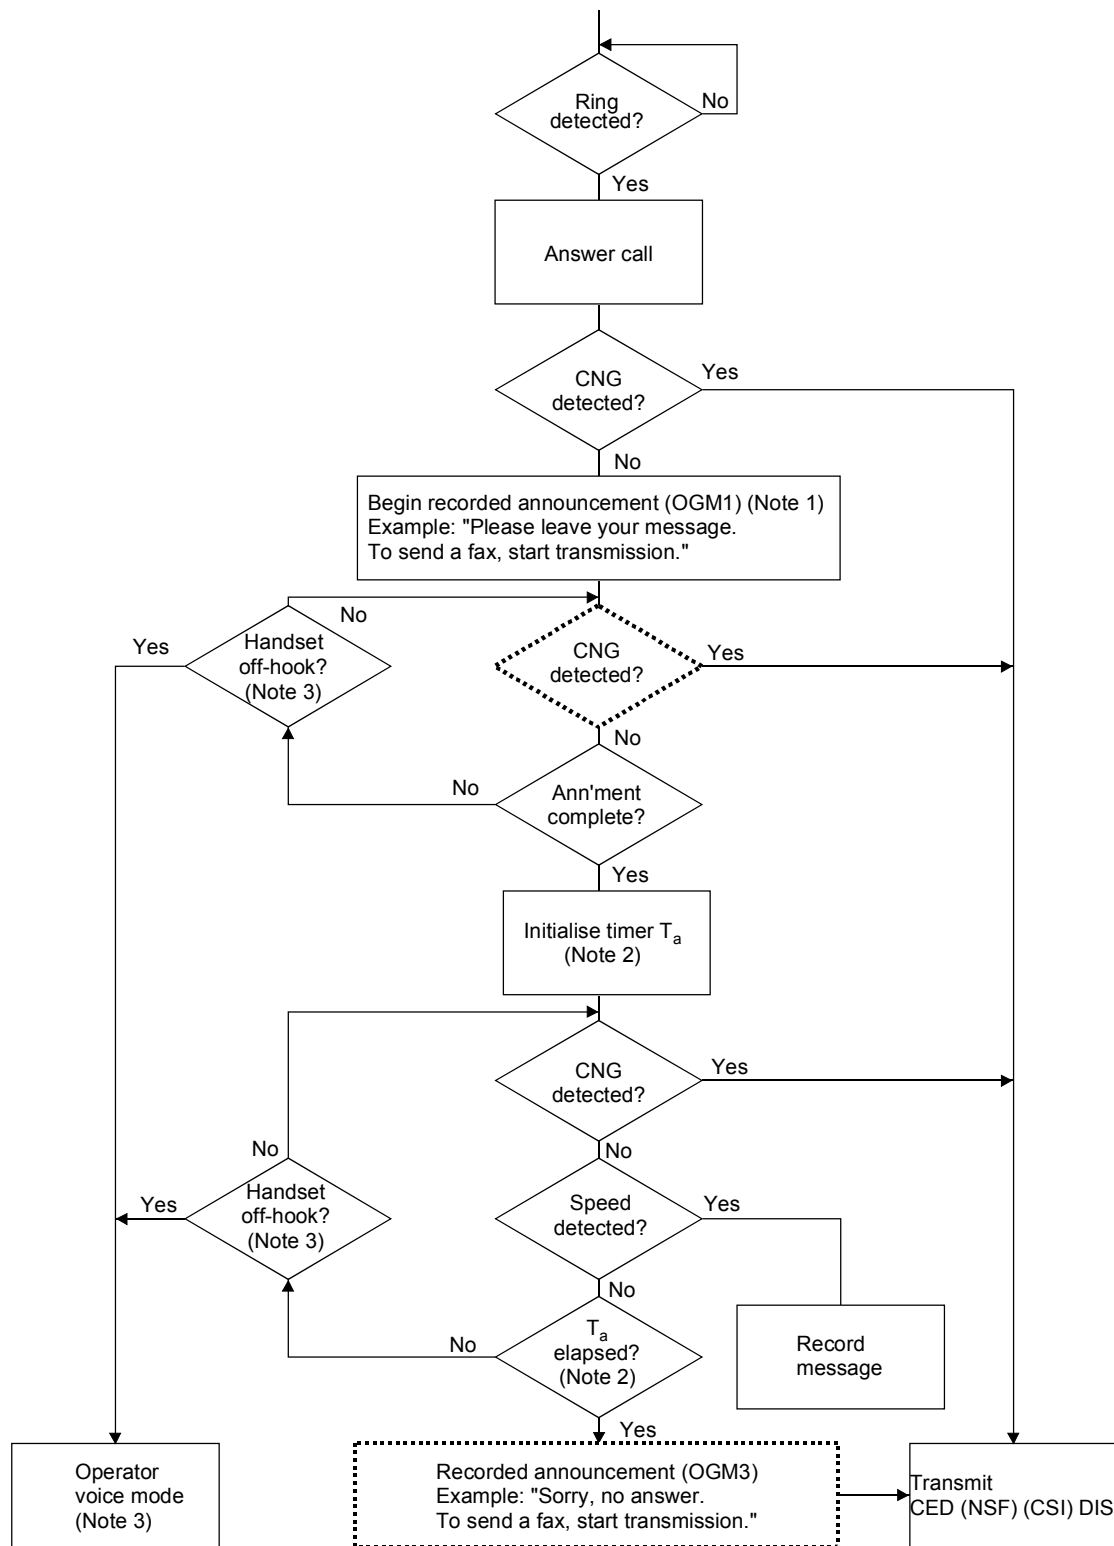 Ring
detected?
No
Yes
Answer call
CNG
detected?
Yes
No
Begin recorded announcement (OGM1) (Note 1)
Example: "Please leave your message.
To send a fax, start transmission."
No
Yes
Handset
off-hook?
(Note 3)
CNG
detected?
Yes
No
No
Ann'ment
complete?
Yes
Initialise timer Ta
(Note 2)
CNG
detected?
Yes
No
No
Yes
Handset
off-hook?
(Note 3)
Speed
detected?
Yes
No
No
Ta
elapsed?
(Note 2)
Record
message
Yes
Operator
voice mode
(Note 3)
Recorded announcement (OGM3)
Example: "Sorry, no answer.
To send a fax, start transmission."
Transmit
CED (NSF) (CSI) DIS